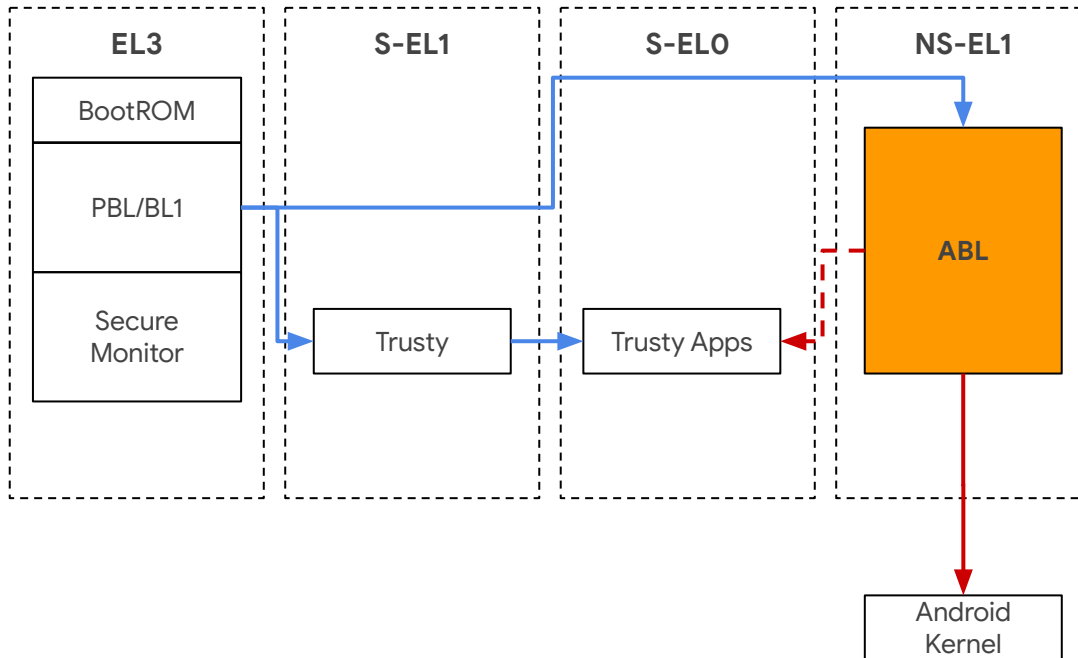 EL3
S-EL1
S-EL0
NS-EL1
BootROM
PBL/BL1
ABL
Secure
Monitor
Trusty
Trusty Apps
Android
Kernel